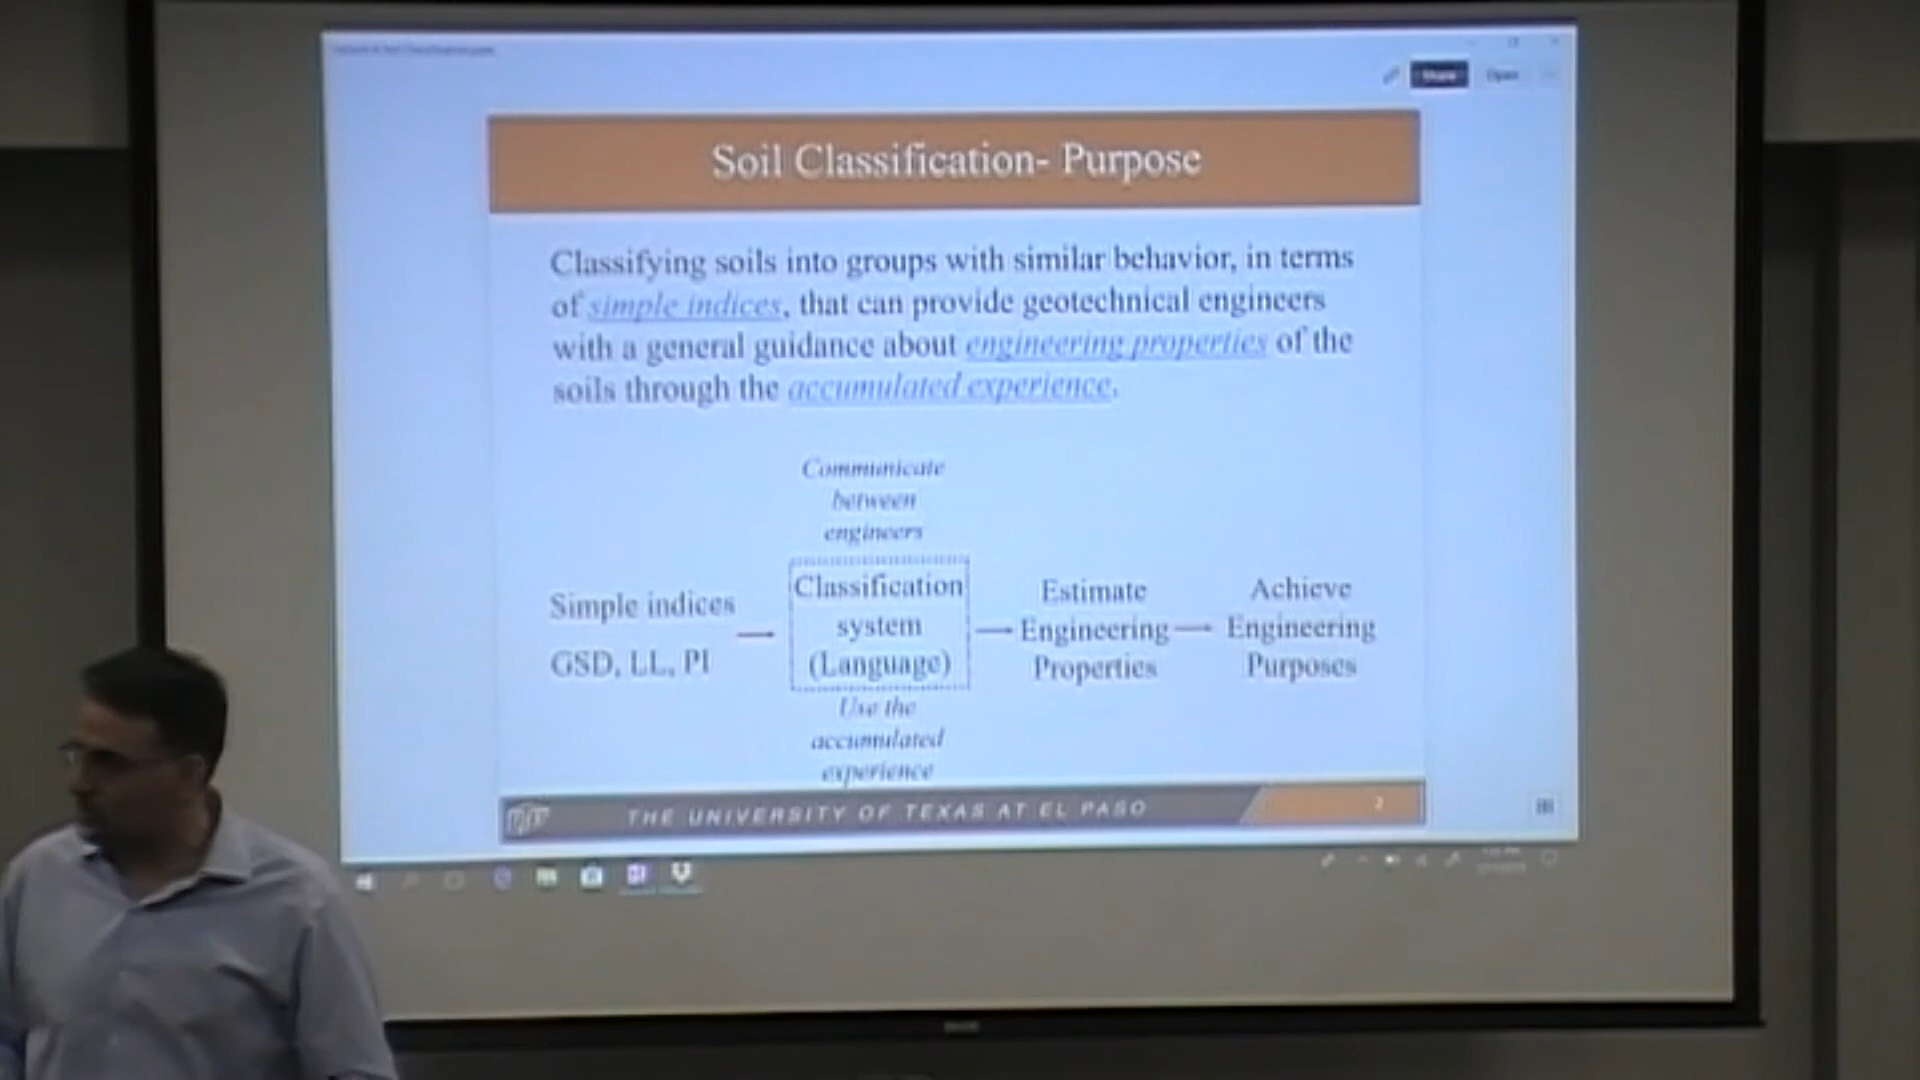 Share
Open
Soil Classification- Purpose
Classifying soils into groups with similar behavior, in terms
of simple indices, that can provide geotechnical engineers
with a general guidance about engineering properties of the
soils through the accumulated experience.
Communicate
between
engineers
Simple indices
GSD, LL, PI
Classification
system
(Language)
Estimate
Engineering
Properties
Achieve
Engineering
Purposes
Use the
accumulated
experience
THE UNIVERSITY OF TEXAS AT EL PASO
2